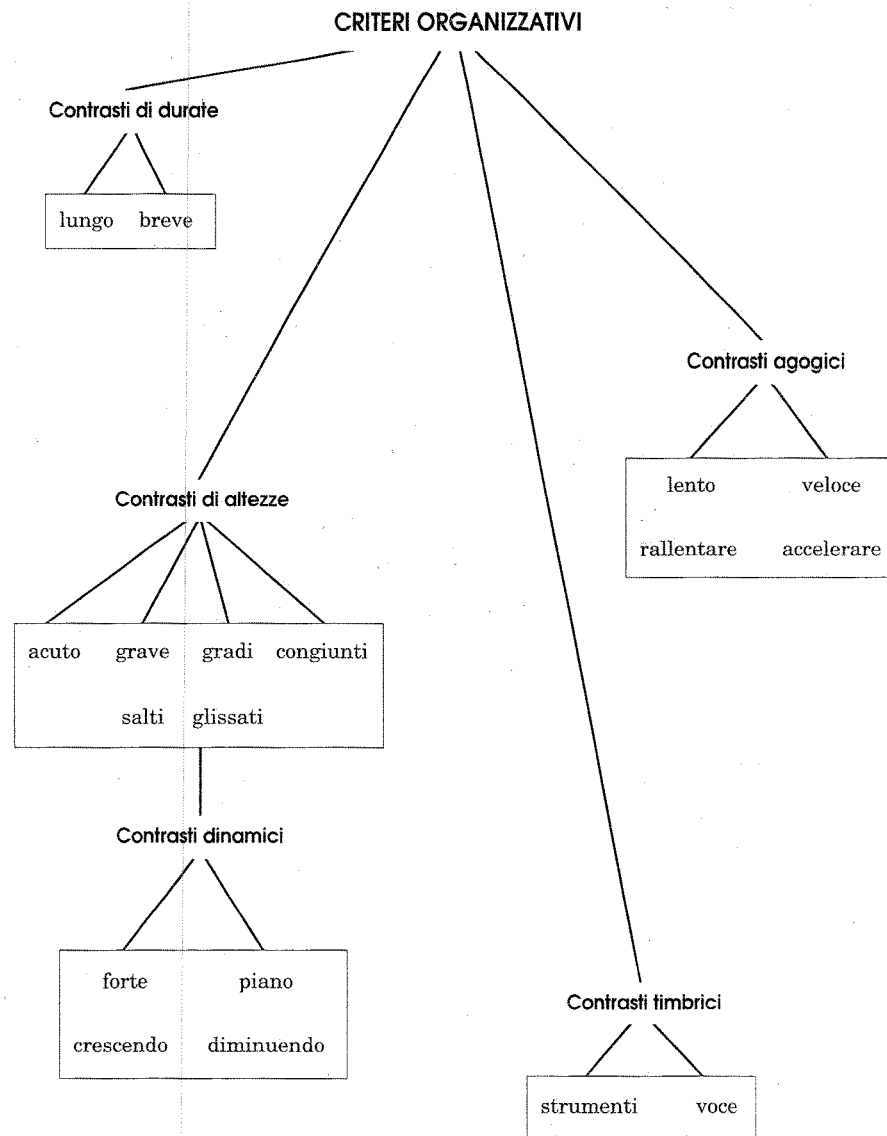 CRITERI ORGANIZZATIVI
Contrasti di durate
lungo breve
Contrasti agogici
lento veloce
rallentare accelerare
Contrasti di altezze
acuto grave gradi congiunti
salti glissati
Contrasti dinamici
forte piano
crescendo diminuendo
Contrasti timbrici
strumenti voce